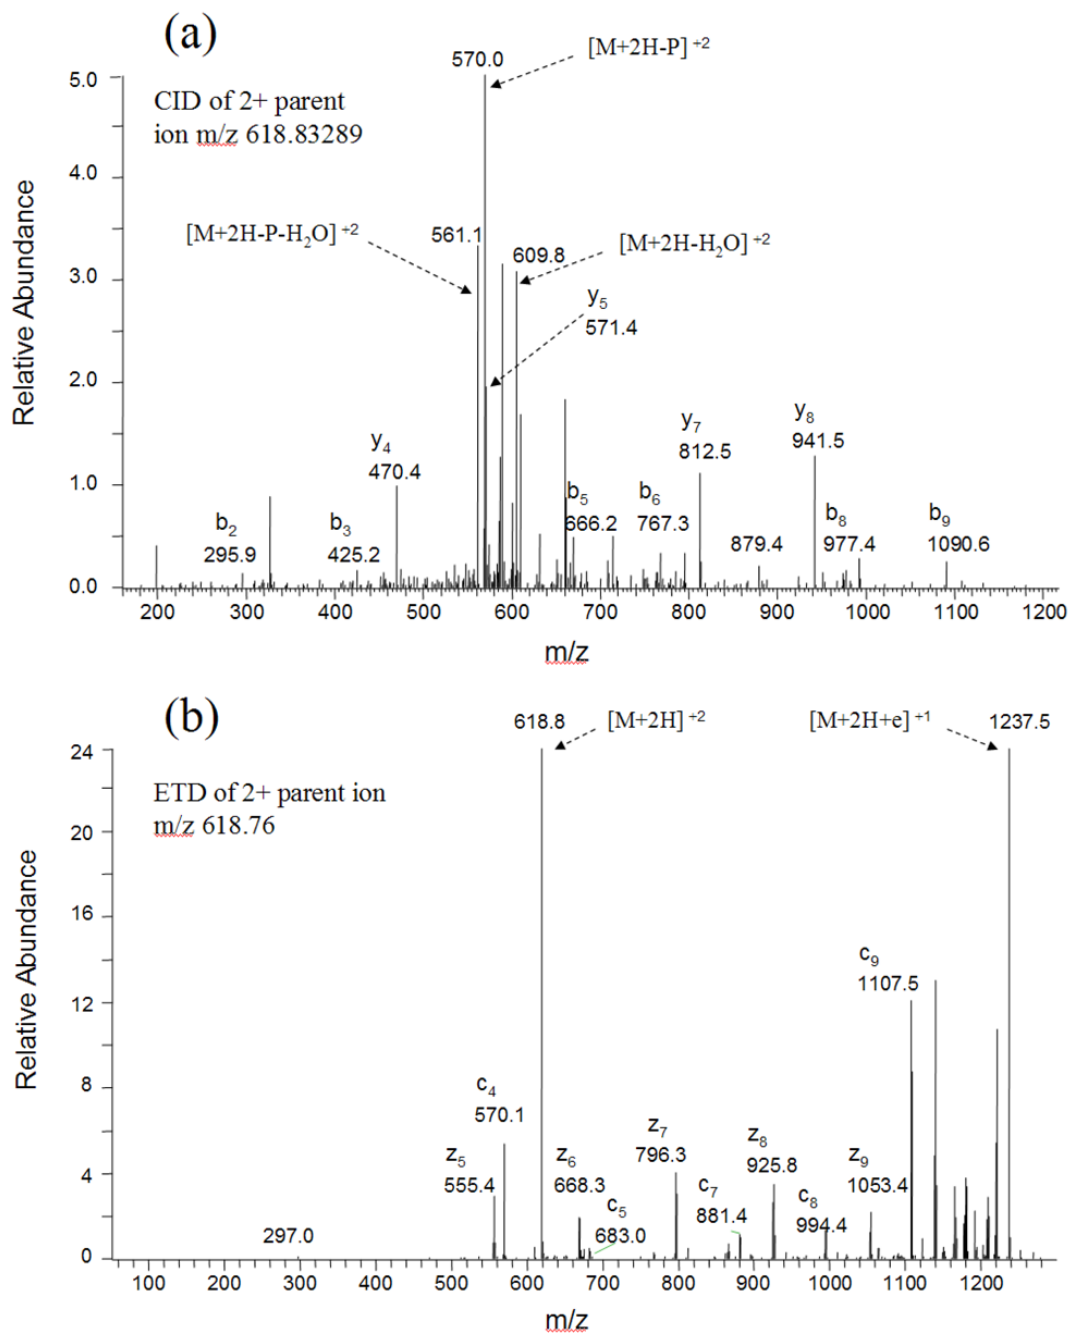 (a)
570.0
[M+2H-P] +2
5.0
CID of 2+ parent
ion m/z 618.83289
4.0
[M+2H-P-H2O] +2
561.1
609.8
[M+2H-H2O] +2
3.0
y5
571.4
2.0
y4
470.4
y7
812.5
y8
941.5
1.0
b2
295.9
b3
425.2
b5
666.2
b6
767.3
879.4
b8
977.4
b9
1090.6
0.0
Relative Abundance
200 300 400 500 600 700 800 900 1000 1100 1200
m/z
(b)
618.8
[M+2H] +2
[M+2H+e] +1
1237.5
24
ETD of 2+ parent ion
m/z 618.76
20
16
c9
1107.5
12
8
c4
570.1
z5
555.4
z6
668.3
c5
683.0
z7
796.3
c7
881.4
z8
925.8
c8
994.4
z9
1053.4
4
297.0
0
Relative Abundance
100 200 300 400 500 600 700 800 900 1000 1100 1200
m/z